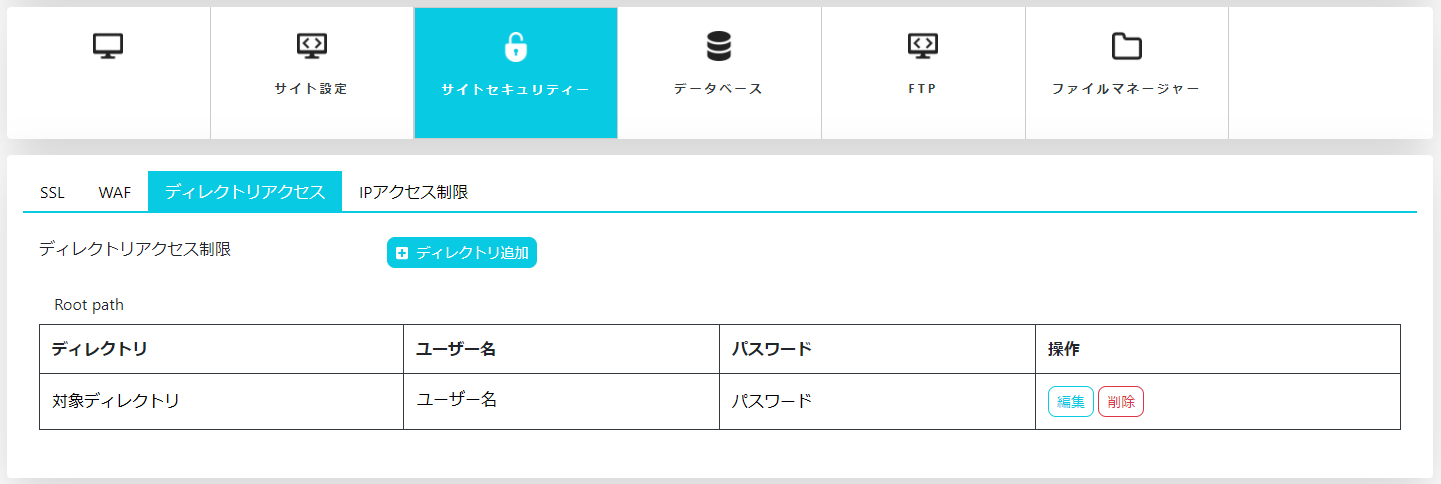 サイト設定
サイトセキュリティー
データベース
FTP
ファイルマネージャー
SSL WAF ディレクトリアクセス IPアクセス制限
ディレクトリアクセス制限 ディレクトリ追加
Root path
ディレクトリ ユーザー名 パスワード 操作
対象ディレクトリ ユーザー名 パスワード 編集 削除